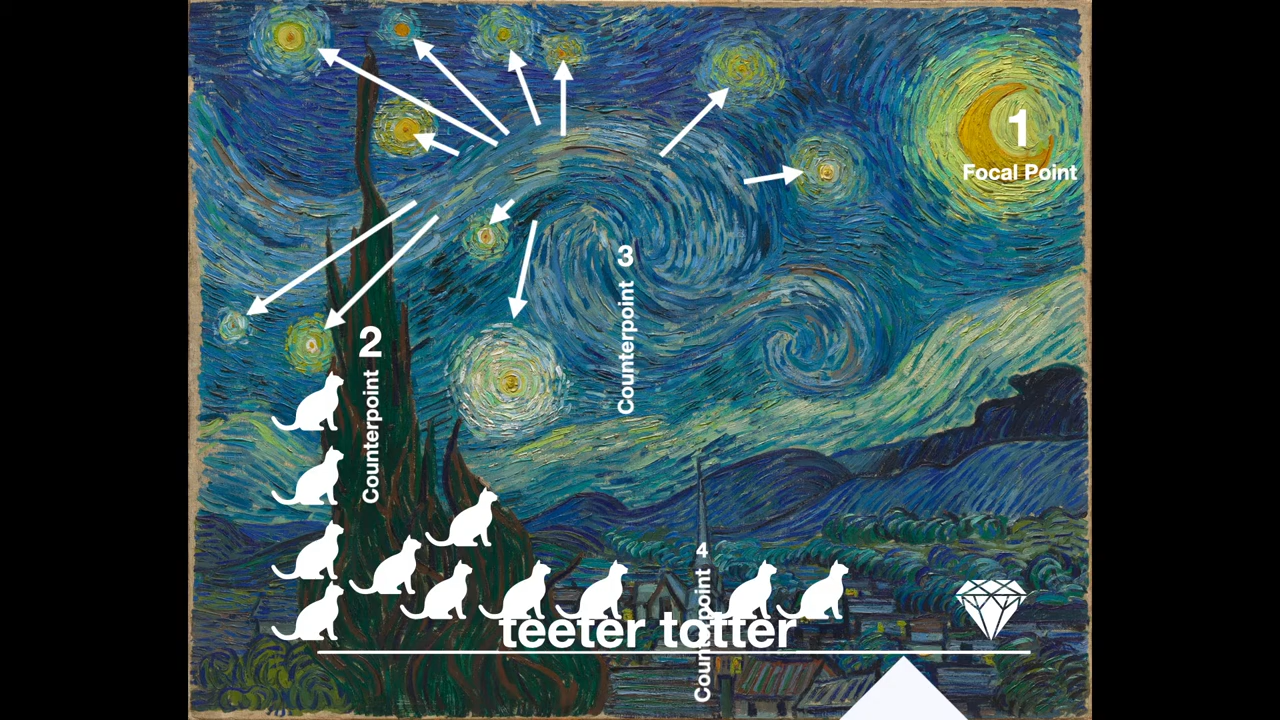 1
Focal Point
2
Counterpoint
3
Counterpoint
4
Counterpoint
teeter totter